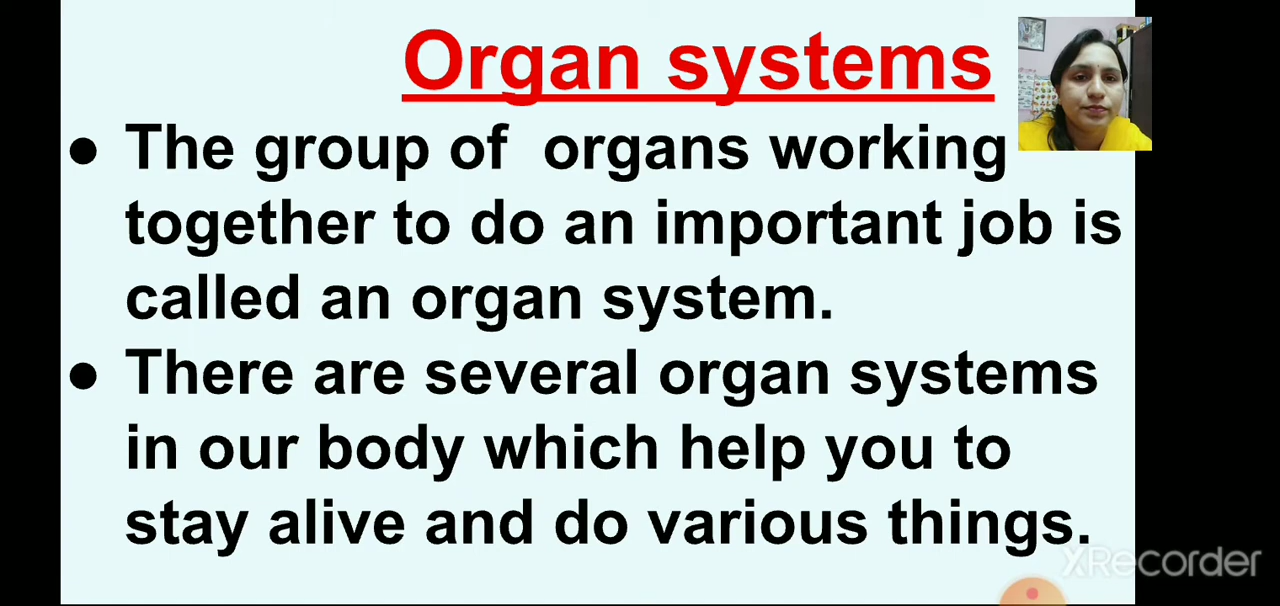 Organ systems
● The group of organs working
together to do an important job is
called an organ system.
● There are several organ systems
in our body which help you to
stay alive and do various things.
XRecorder